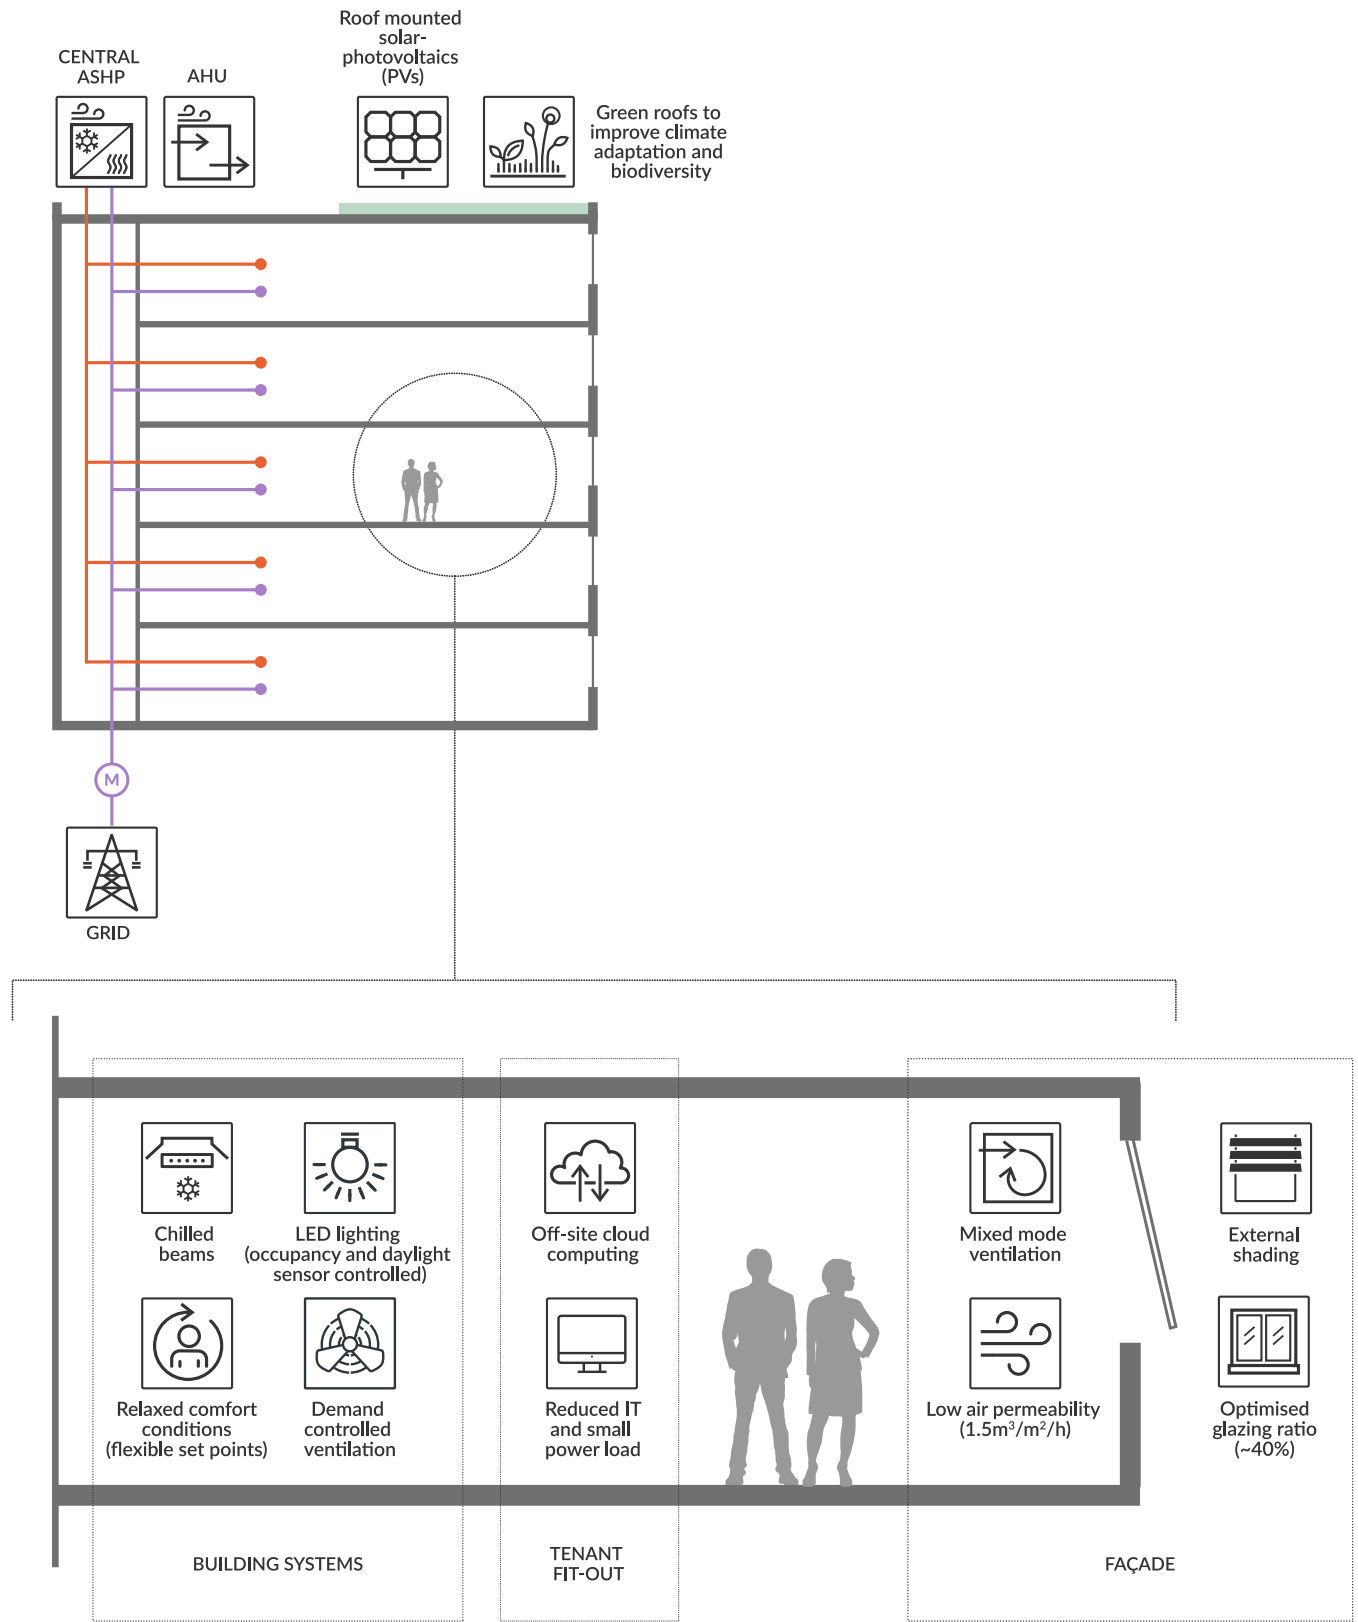 Roof mounted
solar-
photovoltaics
(PVs)
CENTRAL
ASHP
AHU
Green roofs to
improve climate
adaptation and
biodiversity
M
GRID
Chilled
beams
LED lighting
(occupancy and daylight
sensor controlled)
Off-site cloud
computing
Mixed mode
ventilation
External
shading
Relaxed comfort
conditions
(flexible set points)
Demand
controlled
ventilation
Reduced IT
and small
power load
Low air permeability
(1.5m³/m²/h)
Optimised
glazing ratio
(~40%)
BUILDING SYSTEMS
TENANT
FIT-OUT
FAÇADE